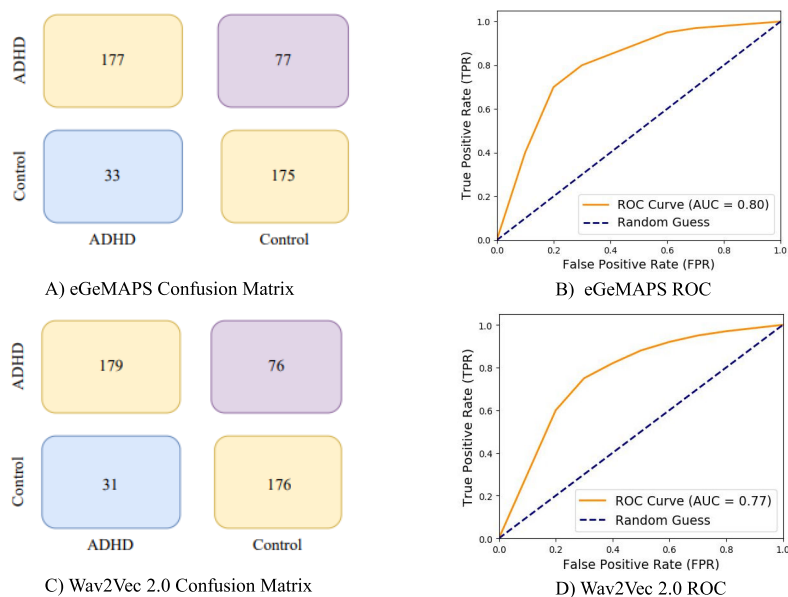 ADHD
177
77
Control
33
175
ADHD
Control
A) eGeMAPS Confusion Matrix
True Positive Rate (TPR)
1.0
0.8
0.6
0.4
0.2
0.0
ROC Curve (AUC = 0.80)
Random Guess
0.0
0.2
0.4
0.6
0.8
1.0
False Positive Rate (FPR)
B) eGeMAPS ROC
ADHD
179
76
Control
31
176
ADHD
Control
C) Wav2Vec 2.0 Confusion Matrix
True Positive Rate (TPR)
1.0
0.8
0.6
0.4
0.2
0.0
ROC Curve (AUC = 0.77)
Random Guess
0.0
0.2
0.4
0.6
0.8
1.0
False Positive Rate (FPR)
D) Wav2Vec 2.0 ROC